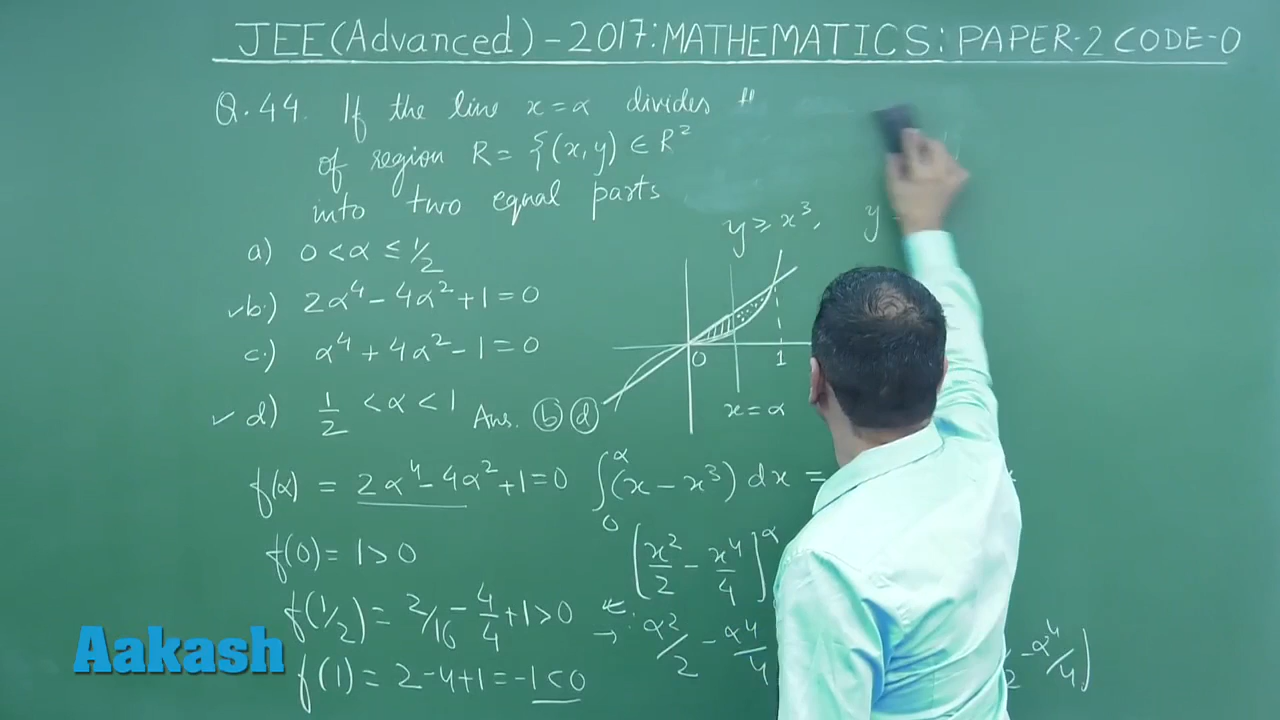 JEE(Advanced) - 2017: MATHEMATICS: PAPER-2 CODE-0
Q.44. If the line x=α divides
of region R = {(x,y) ∈ R²
into two equal parts
y ≥ x³, y
a) 0 < α ≤ 1/2
✓b.) 2α⁴ - 4α² + 1 = 0
c.) α⁴ + 4α² - 1 = 0
✓d) 1/2 < α < 1 Ans. (b) (d)
0 1
x = α
f(α) = 2α⁴ - 4α² + 1 = 0 ∫₀^α (x - x³) dx =
f(0) = 1 > 0 [x²/2 - x⁴/4]^α
f(1/2) = 2/16 - 4/4 + 1 > 0
→ α²/2 - α⁴/4 2 - α⁴/4)
f(1) = 2 - 4 + 1 = -1 < 0
Aakash